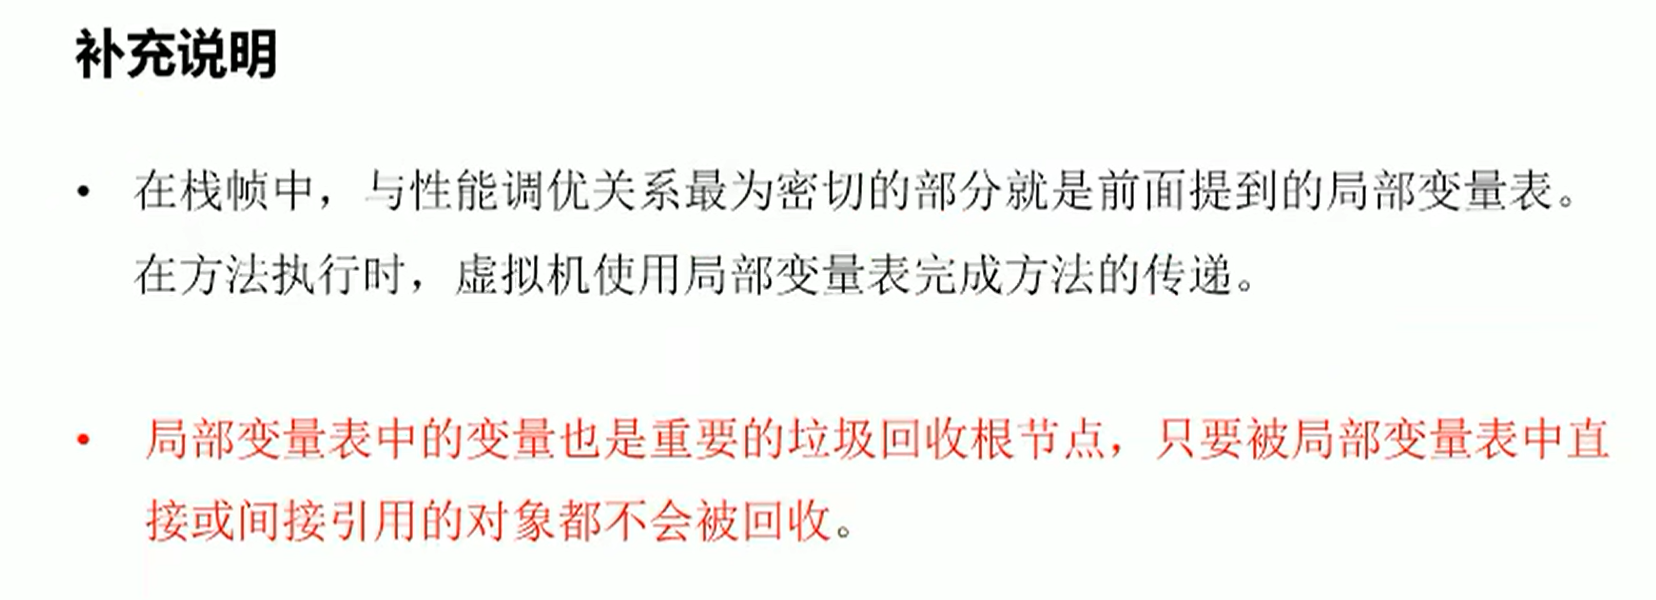 补充说明
• 在栈帧中，与性能调优关系最为密切的部分就是前面提到的局部变量表。
在方法执行时，虚拟机使用局部变量表完成方法的传递。
• 局部变量表中的变量也是重要的垃圾回收根节点，只要被局部变量表中直
接或间接引用的对象都不会被回收。